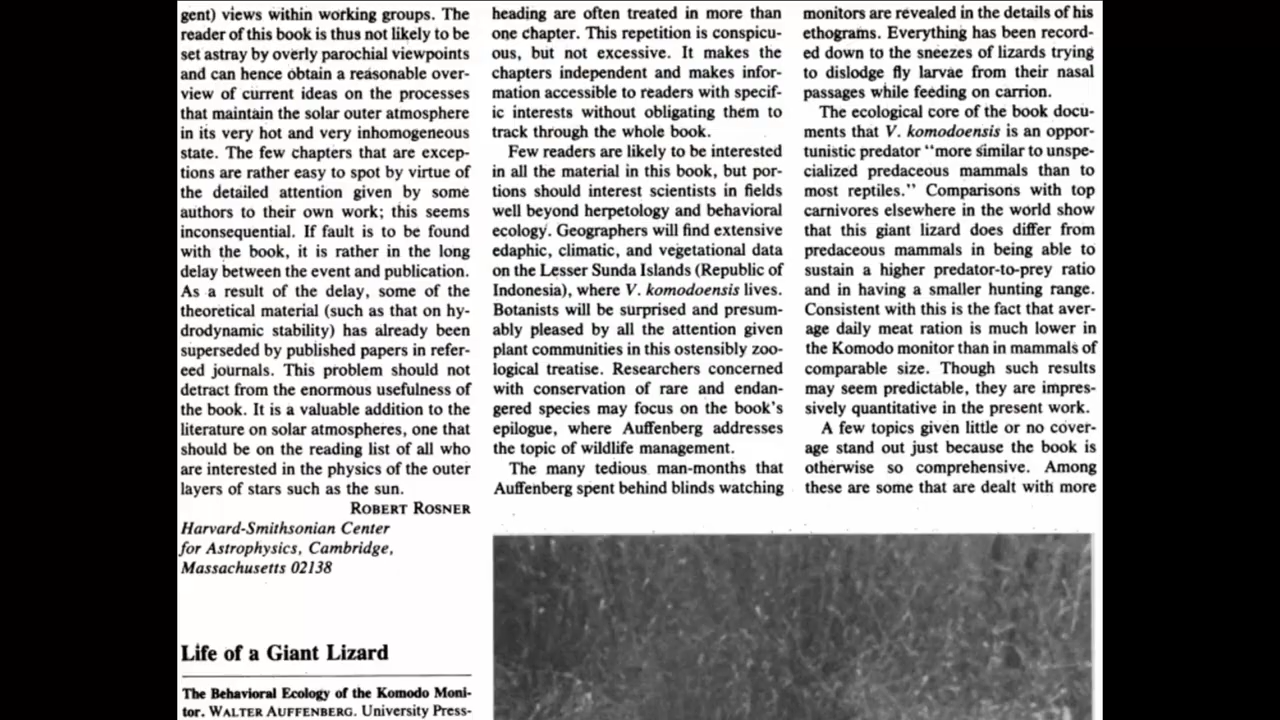 gent) views within working groups. The
reader of this book is thus not likely to be
set astray by overly parochial viewpoints
and can hence obtain a reasonable over-
view of current ideas on the processes
that maintain the solar outer atmosphere
in its very hot and very inhomogeneous
state. The few chapters that are excep-
tions are rather easy to spot by virtue of
the detailed attention given by some
authors to their own work; this seems
inconsequential. If fault is to be found
with the book, it is rather in the long
delay between the event and publication.
As a result of the delay, some of the
theoretical material (such as that on hy-
drodynamic stability) has already been
superseded by published papers in refer-
eed journals. This problem should not
detract from the enormous usefulness of
the book. It is a valuable addition to the
literature on solar atmospheres, one that
should be on the reading list of all who
are interested in the physics of the outer
layers of stars such as the sun.
ROBERT ROSNER
Harvard-Smithsonian Center
for Astrophysics, Cambridge,
Massachusetts 02138
Life of a Giant Lizard
The Behavioral Ecology of the Komodo Moni-
tor. WALTER AUFFENBERG. University Press-
heading are often treated in more than
one chapter. This repetition is conspicu-
ous, but not excessive. It makes the
chapters independent and makes infor-
mation accessible to readers with specif-
ic interests without obligating them to
track through the whole book.
Few readers are likely to be interested
in all the material in this book, but por-
tions should interest scientists in fields
well beyond herpetology and behavioral
ecology. Geographers will find extensive
edaphic, climatic, and vegetational data
on the Lesser Sunda Islands (Republic of
Indonesia), where V. komodoensis lives.
Botanists will be surprised and presum-
ably pleased by all the attention given
plant communities in this ostensibly zoo-
logical treatise. Researchers concerned
with conservation of rare and endan-
gered species may focus on the book's
epilogue, where Auffenberg addresses
the topic of wildlife management.
The many tedious man-months that
Auffenberg spent behind blinds watching
monitors are revealed in the details of his
ethograms. Everything has been record-
ed down to the sneezes of lizards trying
to dislodge fly larvae from their nasal
passages while feeding on carrion.
The ecological core of the book docu-
ments that V. komodoensis is an oppor-
tunistic predator "more similar to unspe-
cialized predaceous mammals than to
most reptiles." Comparisons with top
carnivores elsewhere in the world show
that this giant lizard does differ from
predaceous mammals in being able to
sustain a higher predator-to-prey ratio
and in having a smaller hunting range.
Consistent with this is the fact that aver-
age daily meat ration is much lower in
the Komodo monitor than in mammals of
comparable size. Though such results
may seem predictable, they are impres-
sively quantitative in the present work.
A few topics given little or no cover-
age stand out just because the book is
otherwise so comprehensive. Among
these are some that are dealt with more